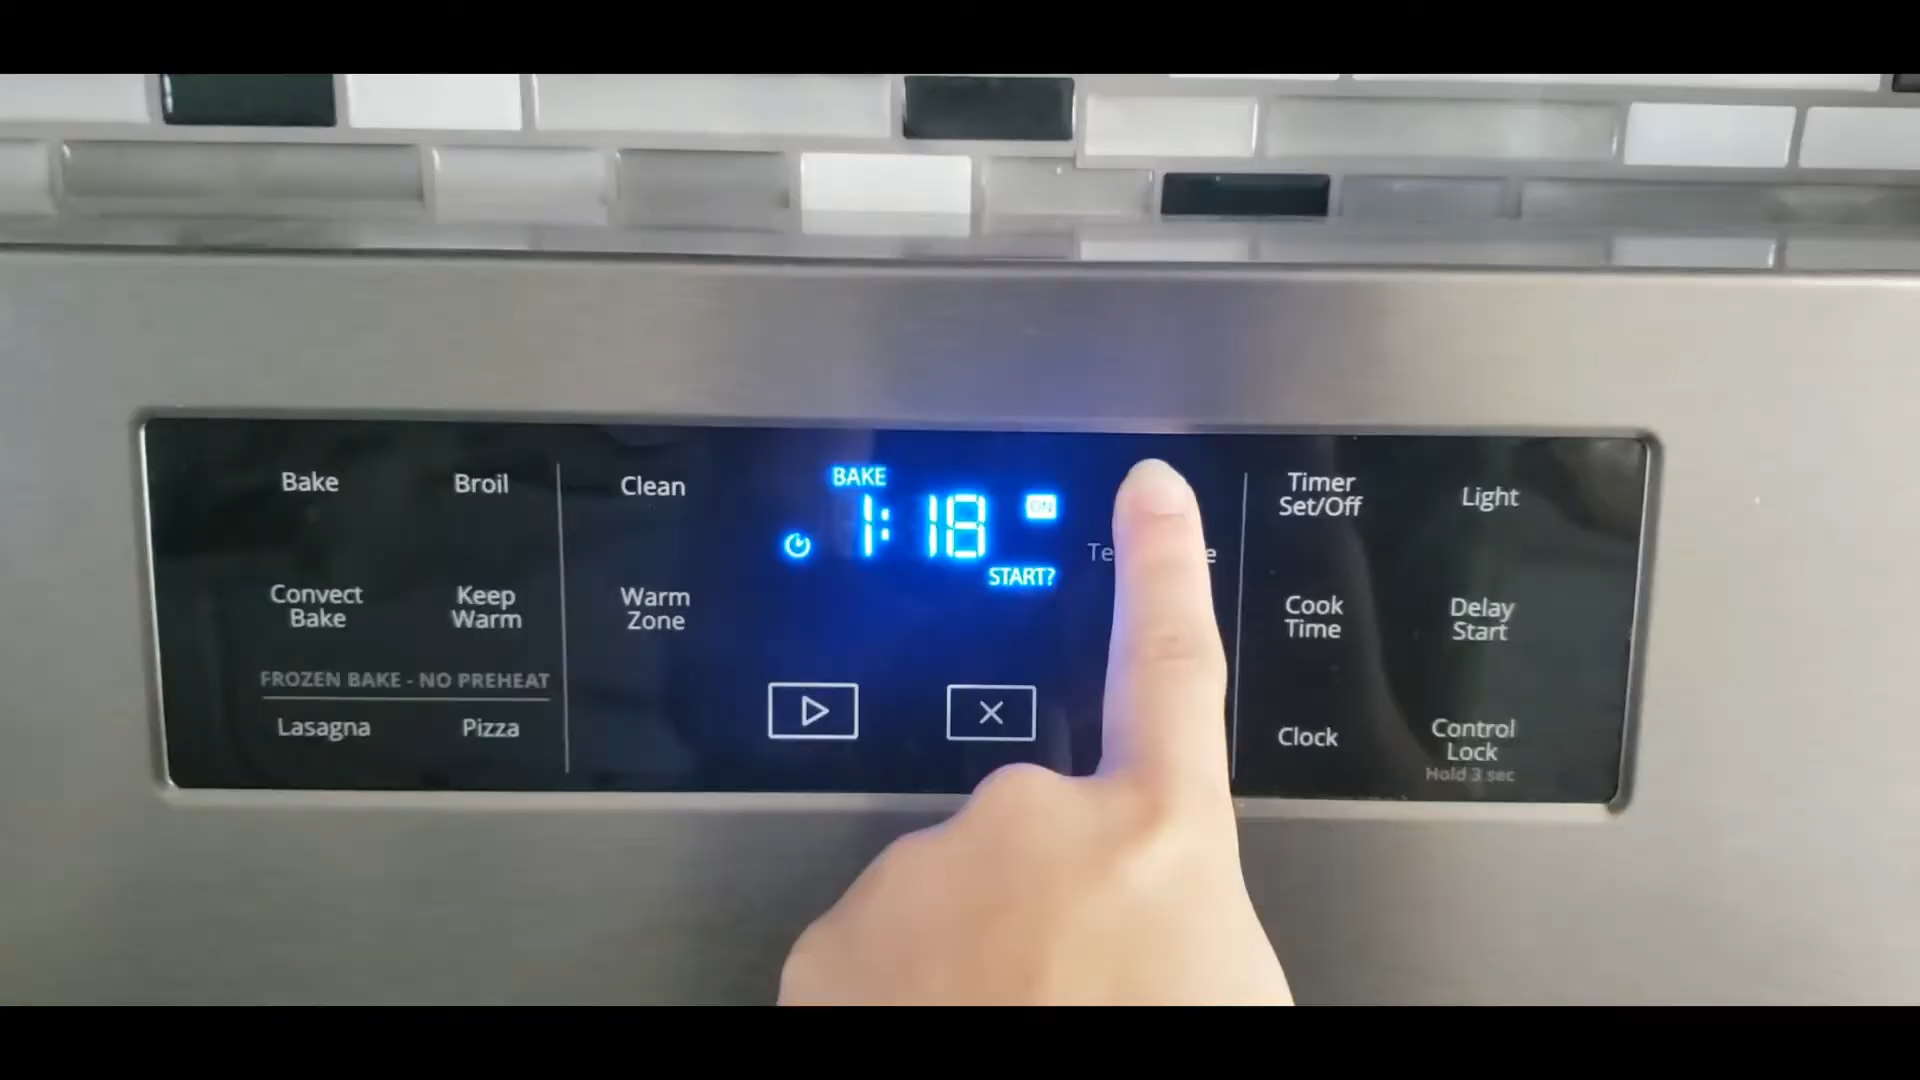 Bake
Broil
Convect
Bake
Keep
Warm
FROZEN BAKE - NO PREHEAT
Lasagna
Pizza
Clean
Warm
Zone
BAKE
1:18
ON
START?
Timer
Set/Off
Light
Cook
Time
Delay
Start
Clock
Control
Lock
Hold 3 sec